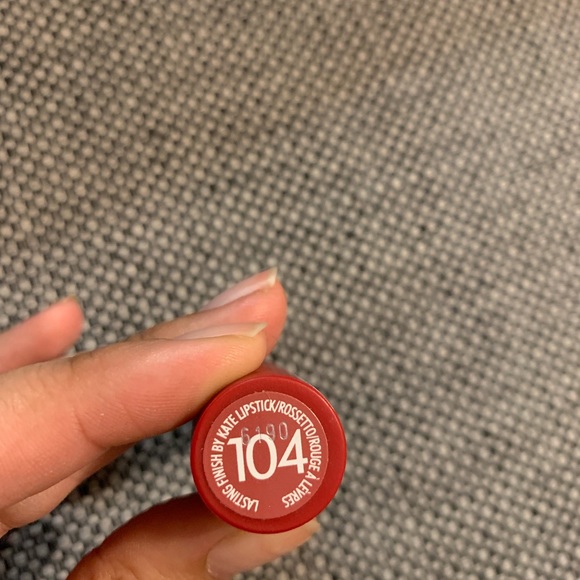 LASTING FINISH BY KATE LIPSTICK/ROSSETTO/ROUGE À LÈVRES
6190
104